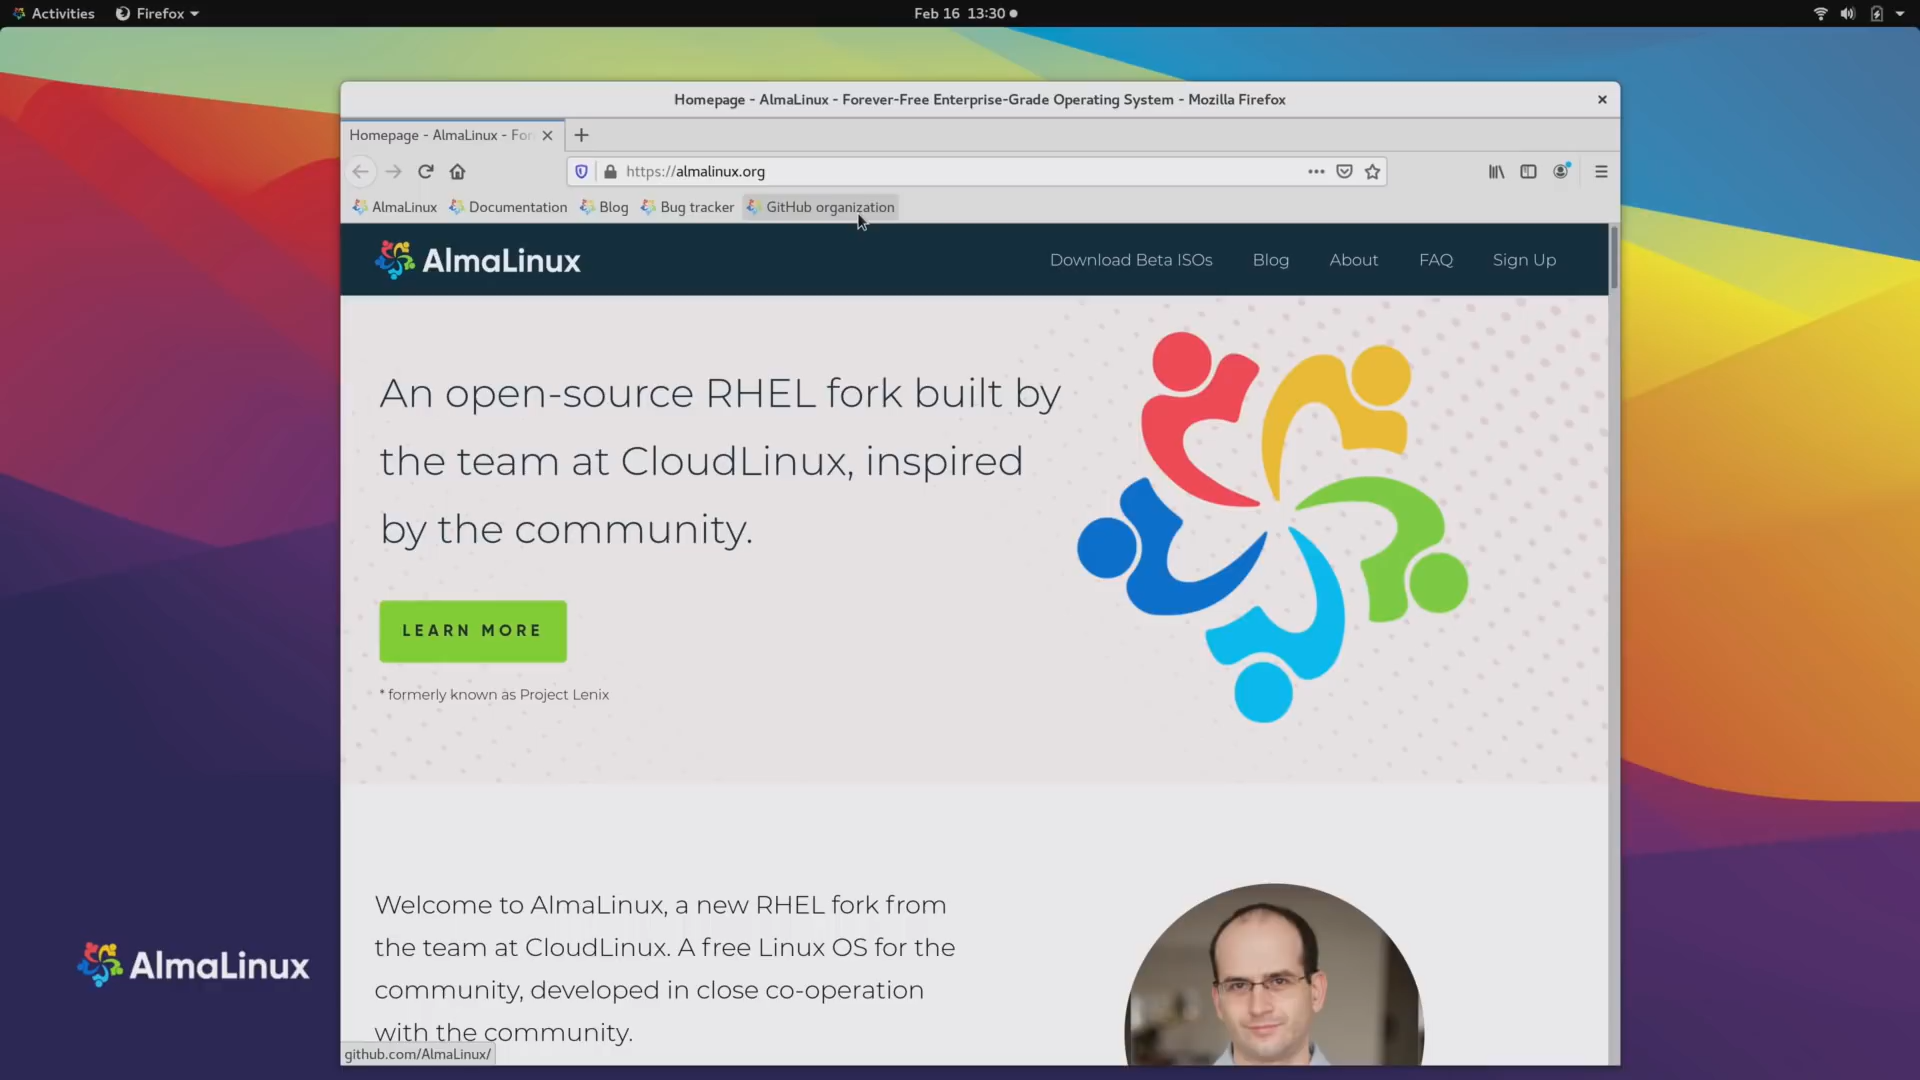 Activities Firefox Feb 16 13:30
Homepage - AlmaLinux - Forever-Free Enterprise-Grade Operating System - Mozilla Firefox
Homepage - AlmaLinux - For
https://almalinux.org
AlmaLinux Documentation Blog Bug tracker GitHub organization
AlmaLinux Download Beta ISOs Blog About FAQ Sign Up
An open-source RHEL fork built by
the team at CloudLinux, inspired
by the community.
LEARN MORE
* formerly known as Project Lenix
Welcome to AlmaLinux, a new RHEL fork from
the team at CloudLinux. A free Linux OS for the
community, developed in close co-operation
with the community.
AlmaLinux
github.com/AlmaLinux/